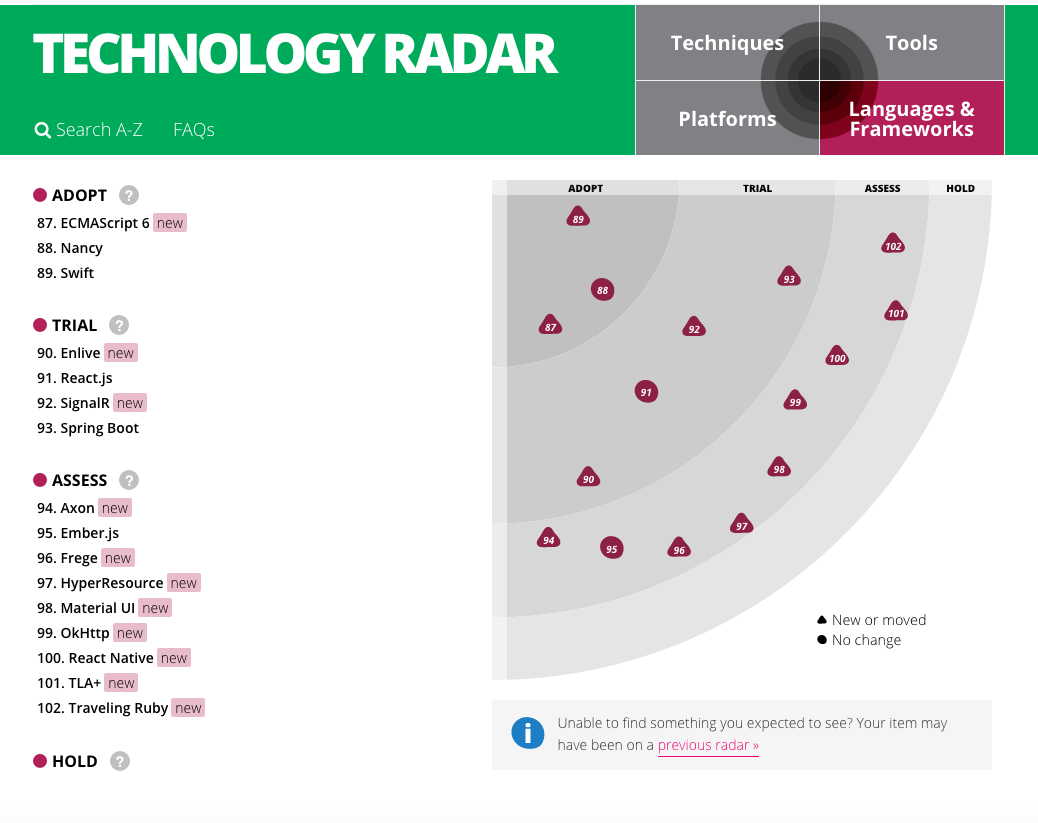 TECHNOLOGY RADAR
Search A-Z
FAQs
Techniques
Tools
Platforms
Languages &
Frameworks
ADOPT ?
87. ECMAScript 6 new
88. Nancy
89. Swift
TRIAL ?
90. Enlive new
91. React.js
92. SignalR new
93. Spring Boot
ASSESS ?
94. Axon new
95. Ember.js
96. Frege new
97. HyperResource new
98. Material UI new
99. OkHttp new
100. React Native new
101. TLA+ new
102. Traveling Ruby new
HOLD ?
ADOPT TRIAL ASSESS HOLD
89
102
93
88
101
87
92
100
91
99
98
90
97
94
95
96
New or moved
No change
i
Unable to find something you expected to see? Your item may
have been on a previous radar »